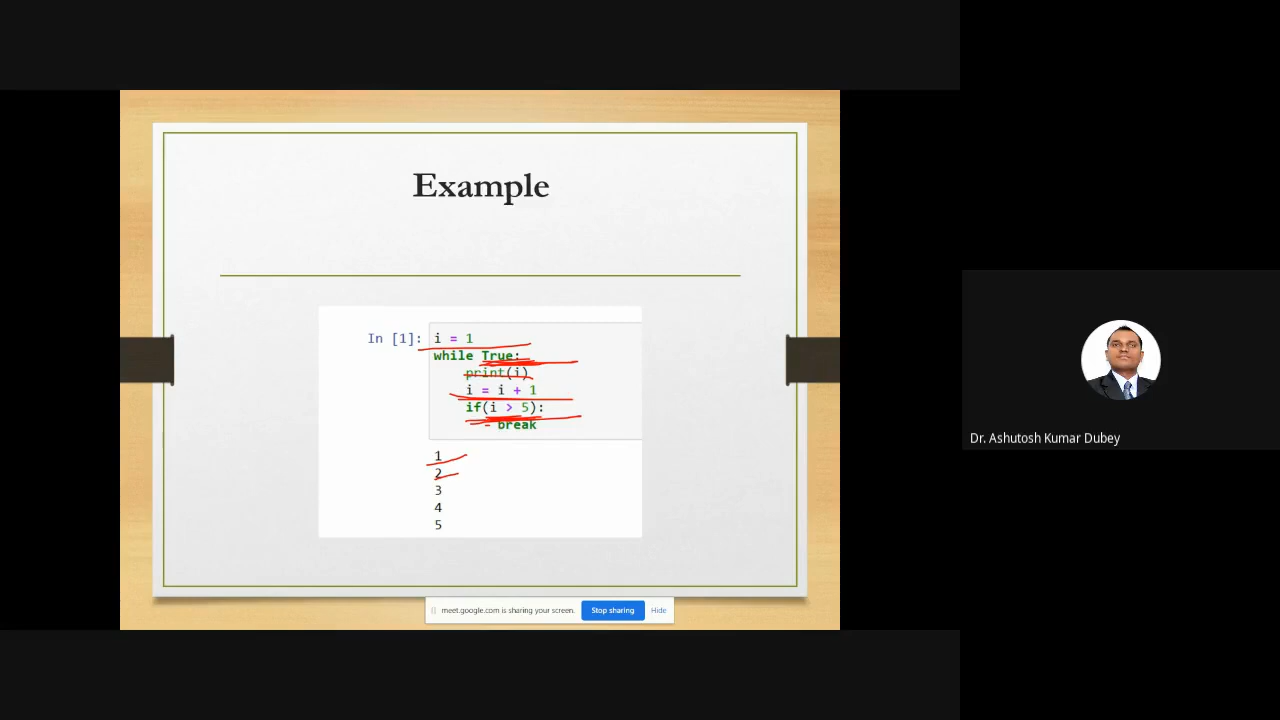 Example
In [1]: i = 1
while True:
print(i)
i = i + 1
if(i > 5):
break
1
2
3
4
5
Dr. Ashutosh Kumar Dubey
meet.google.com is sharing your screen. Stop sharing Hide